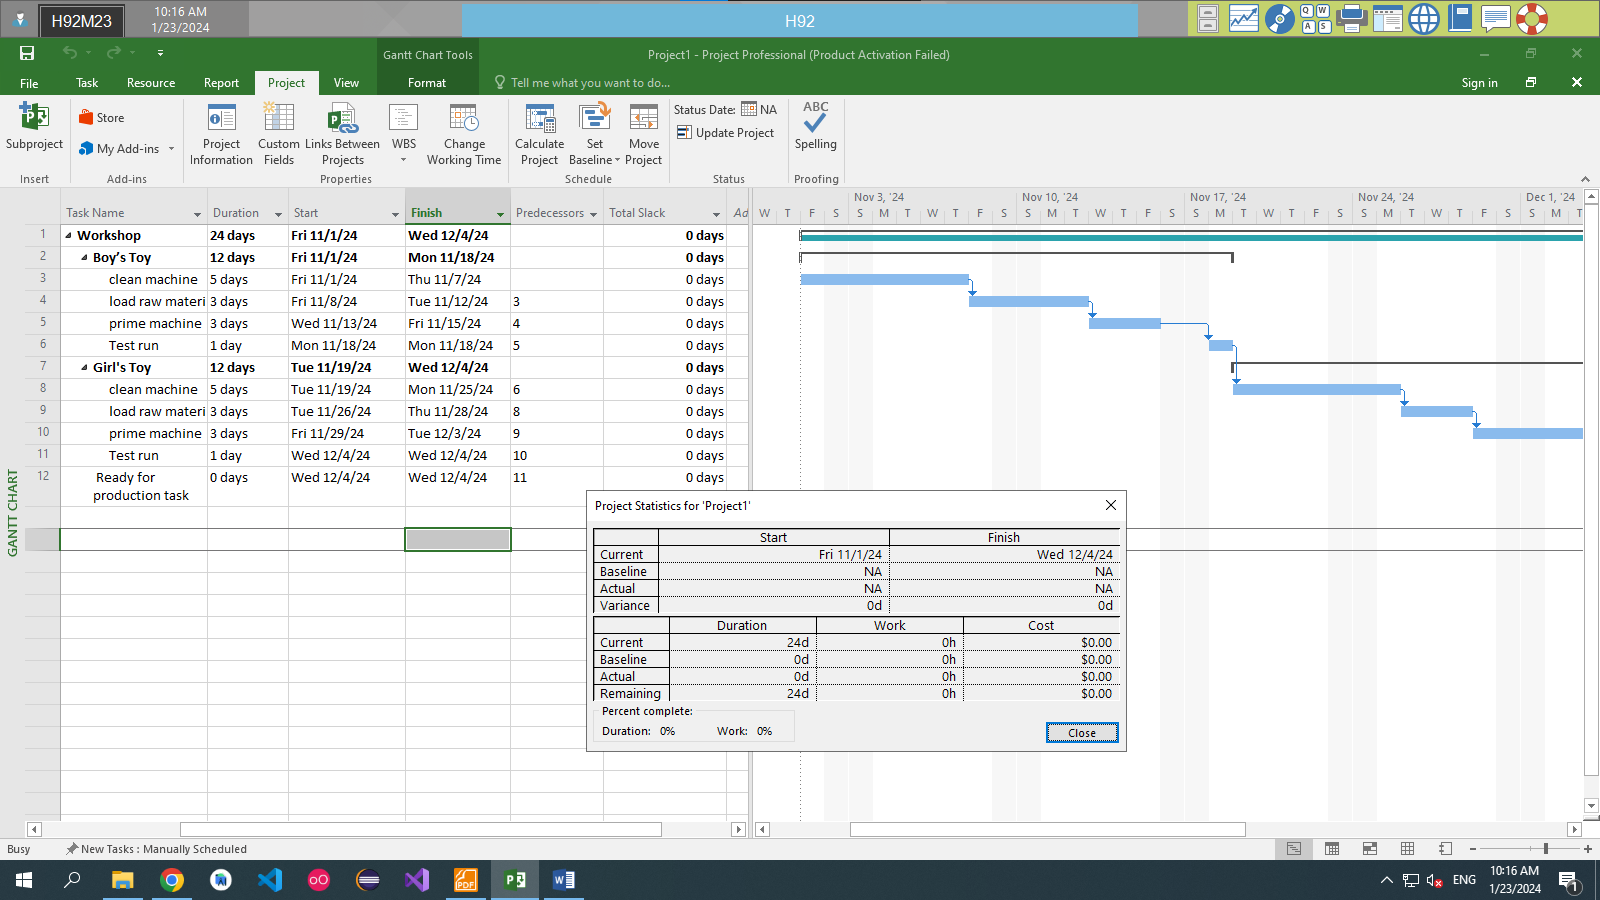 H92M23
10:16 AM
1/23/2024
H92
Q W
A S
Gantt Chart Tools
Project1 - Project Professional (Product Activation Failed)
File Task Resource Report Project View Format Tell me what you want to do... Sign in
Subproject
Insert
Store
My Add-ins
Add-ins
Project Information
Custom Fields
Links Between Projects
WBS
Change Working Time
Properties
Calculate Project
Set Baseline
Move Project
Schedule
Status Date: NA
Update Project
Status
ABC
Spelling
Proofing
Task Name Duration Start Finish Predecessors Total Slack Ad
Nov 3, '24 Nov 10, '24 Nov 17, '24 Nov 24, '24 Dec 1, '24
W T F S S M T W T F S S M T W T F S S M T W T F S S M T W T F S S M T
1 Workshop 24 days Fri 11/1/24 Wed 12/4/24 0 days
2 Boy's Toy 12 days Fri 11/1/24 Mon 11/18/24 0 days
3 clean machine 5 days Fri 11/1/24 Thu 11/7/24 0 days
4 load raw materi 3 days Fri 11/8/24 Tue 11/12/24 3 0 days
5 prime machine 3 days Wed 11/13/24 Fri 11/15/24 4 0 days
6 Test run 1 day Mon 11/18/24 Mon 11/18/24 5 0 days
7 Girl's Toy 12 days Tue 11/19/24 Wed 12/4/24 0 days
8 clean machine 5 days Tue 11/19/24 Mon 11/25/24 6 0 days
9 load raw materi 3 days Tue 11/26/24 Thu 11/28/24 8 0 days
10 prime machine 3 days Fri 11/29/24 Tue 12/3/24 9 0 days
11 Test run 1 day Wed 12/4/24 Wed 12/4/24 10 0 days
12 Ready for 0 days Wed 12/4/24 Wed 12/4/24 11 0 days
production task
GANTT CHART
Project Statistics for 'Project1'
Start Finish
Current Fri 11/1/24 Wed 12/4/24
Baseline NA NA
Actual NA NA
Variance 0d 0d
Duration Work Cost
Current 24d 0h $0.00
Baseline 0d 0h $0.00
Actual 0d 0h $0.00
Remaining 24d 0h $0.00
Percent complete:
Duration: 0% Work: 0%
Close
Busy New Tasks : Manually Scheduled
PDF
ENG
10:16 AM
1/23/2024
1